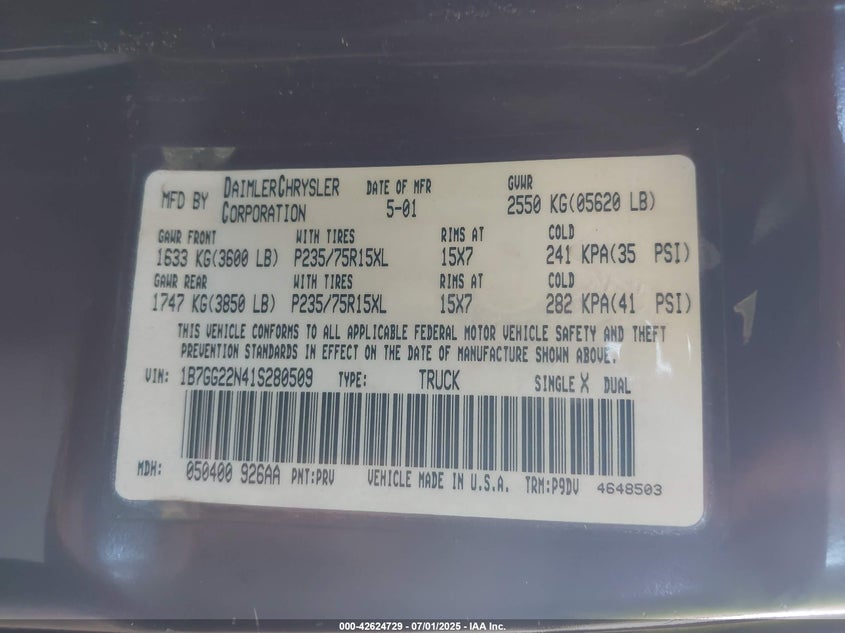 MFD BY DAIMLERCHRYSLER CORPORATION DATE OF MFR 5-01 GVWR 2550 KG(05620 LB)
GAWR FRONT WITH TIRES RIMS AT COLD
1633 KG(3600 LB) P235/75R15XL 15X7 241 KPA(35 PSI)
GAWR REAR WITH TIRES RIMS AT COLD
1747 KG(3850 LB) P235/75R15XL 15X7 282 KPA(41 PSI)
THIS VEHICLE CONFORMS TO ALL APPLICABLE FEDERAL MOTOR VEHICLE SAFETY AND THEFT
PREVENTION STANDARDS IN EFFECT ON THE DATE OF MANUFACTURE SHOWN ABOVE.
VIN: 1B7GG22N41S280509 TYPE: TRUCK SINGLE X DUAL
MDH: 050400 926AA PNT:PRV VEHICLE MADE IN U.S.A. TRM:P9DV 4648503
000-42624729 - 07/01/2025 - IAA Inc.